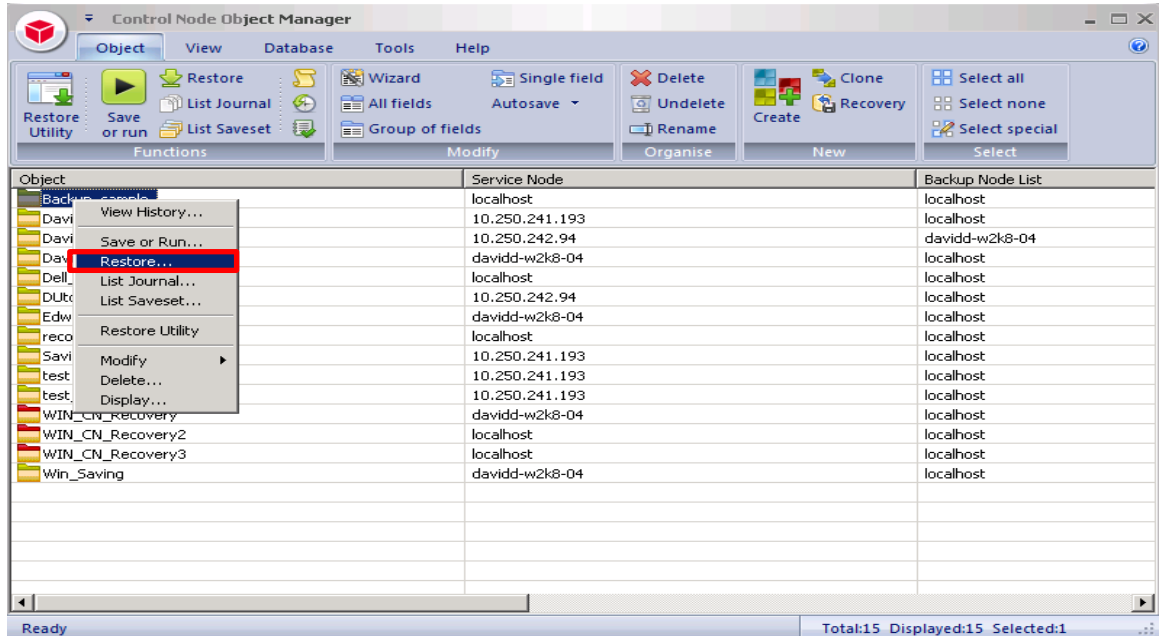 Control Node Object Manager
Object View Database Tools Help
Restore Utility
Save or run
Restore
List Journal
List Saveset
Functions
Wizard
All fields
Group of fields
Single field
Autosave
Modify
Delete
Undelete
Rename
Organise
Create
Clone
Recovery
New
Select all
Select none
Select special
Select
Object Service Node Backup Node List
Backup_sample localhost localhost
Davi 10.250.241.193 localhost
Davi 10.250.242.94 davidd-w2k8-04
Dav davidd-w2k8-04 localhost
Dell_ localhost localhost
DUto 10.250.242.94 localhost
Edw davidd-w2k8-04 localhost
reco localhost localhost
Savi 10.250.241.193 localhost
test 10.250.241.193 localhost
test_ 10.250.241.193 localhost
WIN_CN_Recovery davidd-w2k8-04 localhost
WIN_CN_Recovery2 localhost localhost
WIN_CN_Recovery3 localhost localhost
Win_Saving davidd-w2k8-04 localhost
View History...
Save or Run...
Restore...
List Journal...
List Saveset...
Restore Utility
Modify
Delete...
Display...
Ready Total:15 Displayed:15 Selected:1